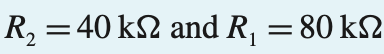 R₂ = 40 kΩ and R₁ = 80 kΩ